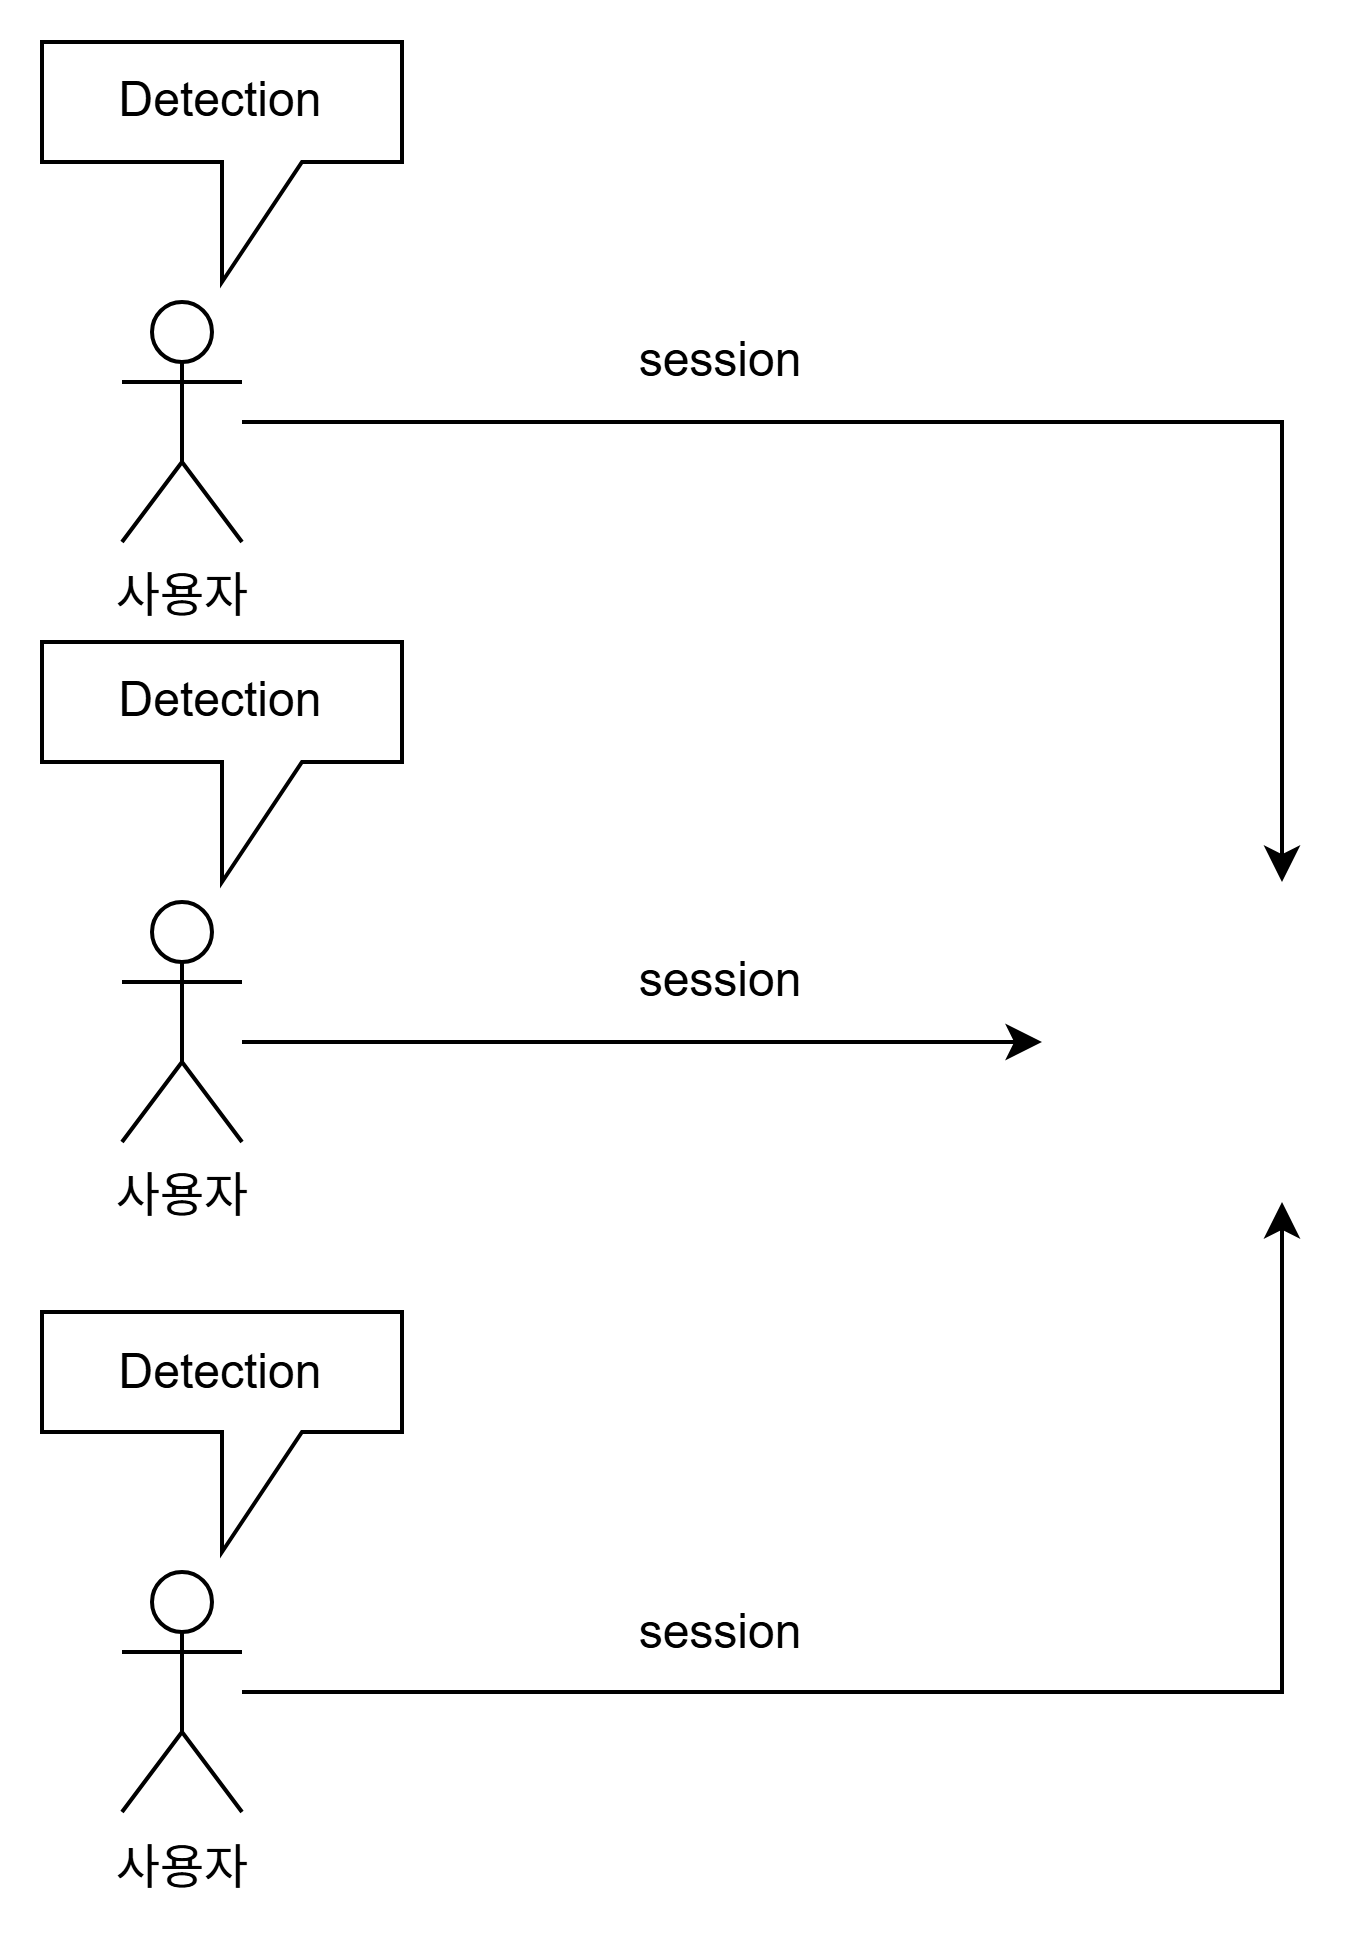 Detection
session
사용자
Detection
session
사용자
Detection
session
사용자